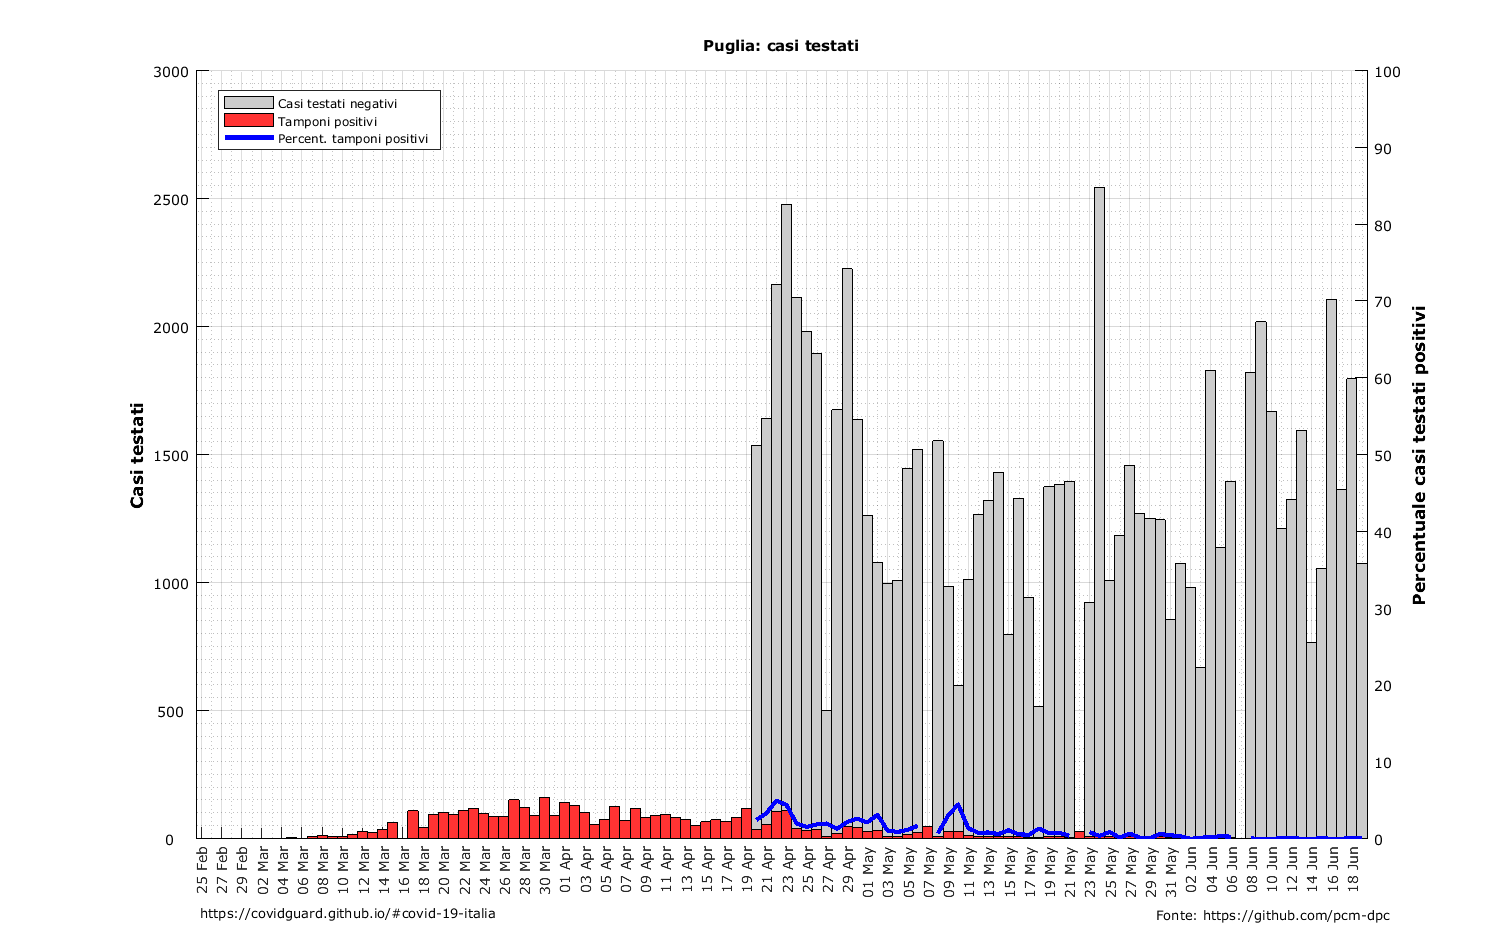 Puglia: casi testati
Casi testati negativi
Tamponi positivi
Percent. tamponi positivi
3000
2500
2000
1500
1000
500
0
Casi testati
100
90
80
70
60
50
40
30
20
10
0
Percentuale casi testati positivi
25 Feb
27 Feb
29 Feb
02 Mar
04 Mar
06 Mar
08 Mar
10 Mar
12 Mar
14 Mar
16 Mar
18 Mar
20 Mar
22 Mar
24 Mar
26 Mar
28 Mar
30 Mar
01 Apr
03 Apr
05 Apr
07 Apr
09 Apr
11 Apr
13 Apr
15 Apr
17 Apr
19 Apr
21 Apr
23 Apr
25 Apr
27 Apr
29 Apr
01 May
03 May
05 May
07 May
09 May
11 May
13 May
15 May
17 May
19 May
21 May
23 May
25 May
27 May
29 May
31 May
02 Jun
04 Jun
06 Jun
08 Jun
10 Jun
12 Jun
14 Jun
16 Jun
18 Jun
https://covidguard.github.io/#covid-19-italia
Fonte: https://github.com/pcm-dpc